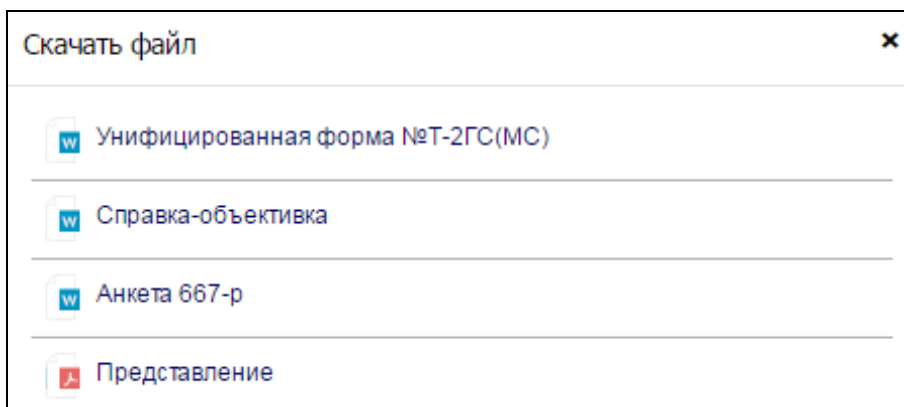 Скачать файл
Унифицированная форма №Т-2ГС(МС)
Справка-объективка
Анкета 667-р
Представление